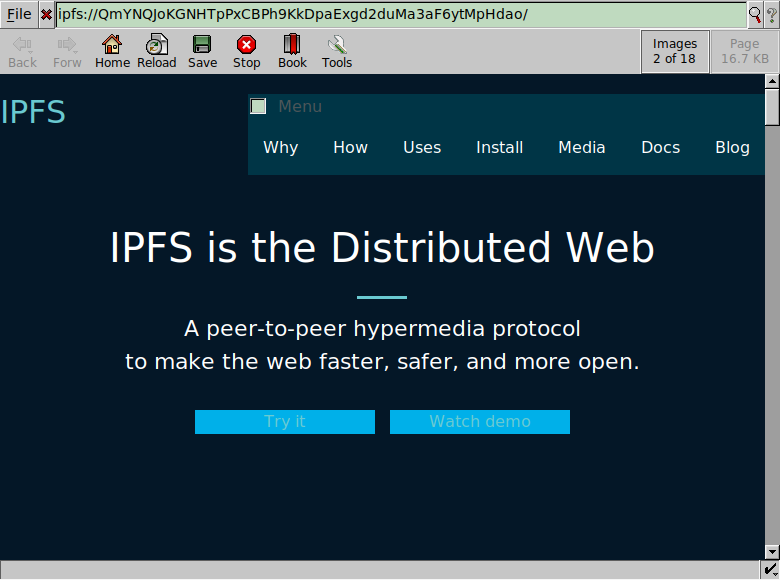 File ipfs://QmYNQJoKGNHTpPxCBPh9KkDpaExgd2duMa3aF6ytMpHdao/ ?
Back Forw Home Reload Save Stop Book Tools
Images Page
2 of 18 16.7 KB
IPFS
Menu
Why How Uses Install Media Docs Blog
IPFS is the Distributed Web
A peer-to-peer hypermedia protocol
to make the web faster, safer, and more open.
Try it Watch demo